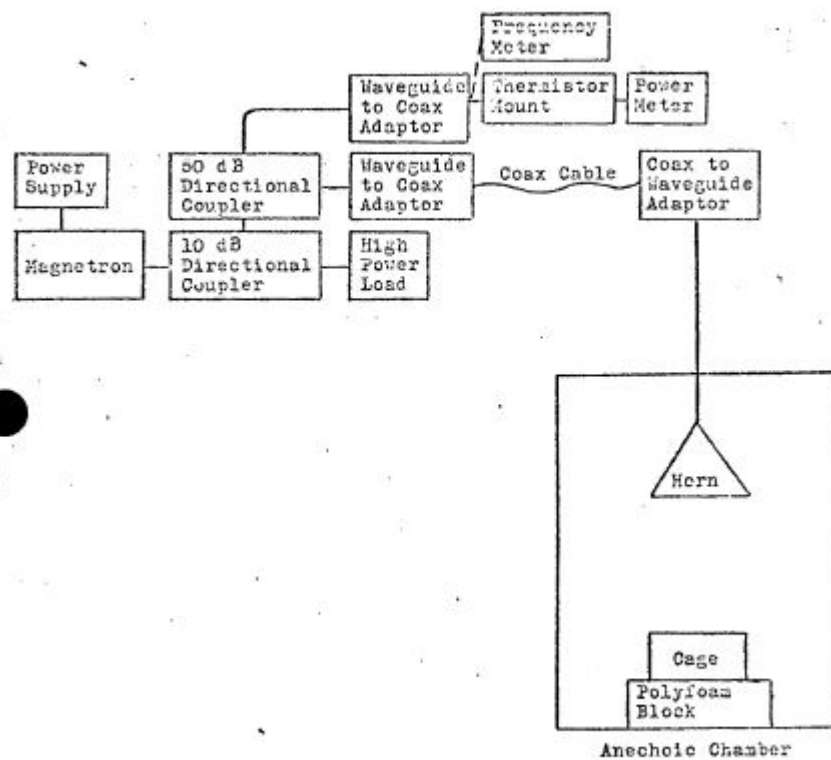 Frequency
Meter
Waveguide
to Coax
Adaptor
Thermistor
Mount
Power
Meter
Power
Supply
50 dB
Directional
Coupler
Waveguide
to Coax
Adaptor
Coax Cable
Coax to
Waveguide
Adaptor
Magnetron
10 dB
Directional
Coupler
High
Power
Load
Horn
Cage
Polyfoam
Block
Anechoic Chamber